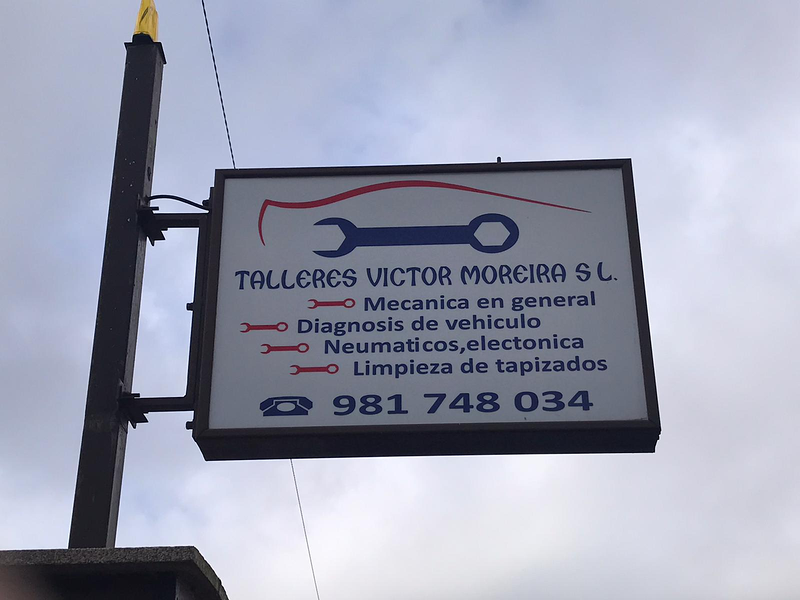 TALLERES VICTOR MOREIRA S L.
Mecanica en general
Diagnosis de vehiculo
Neumaticos,electonica
Limpieza de tapizados
981 748 034